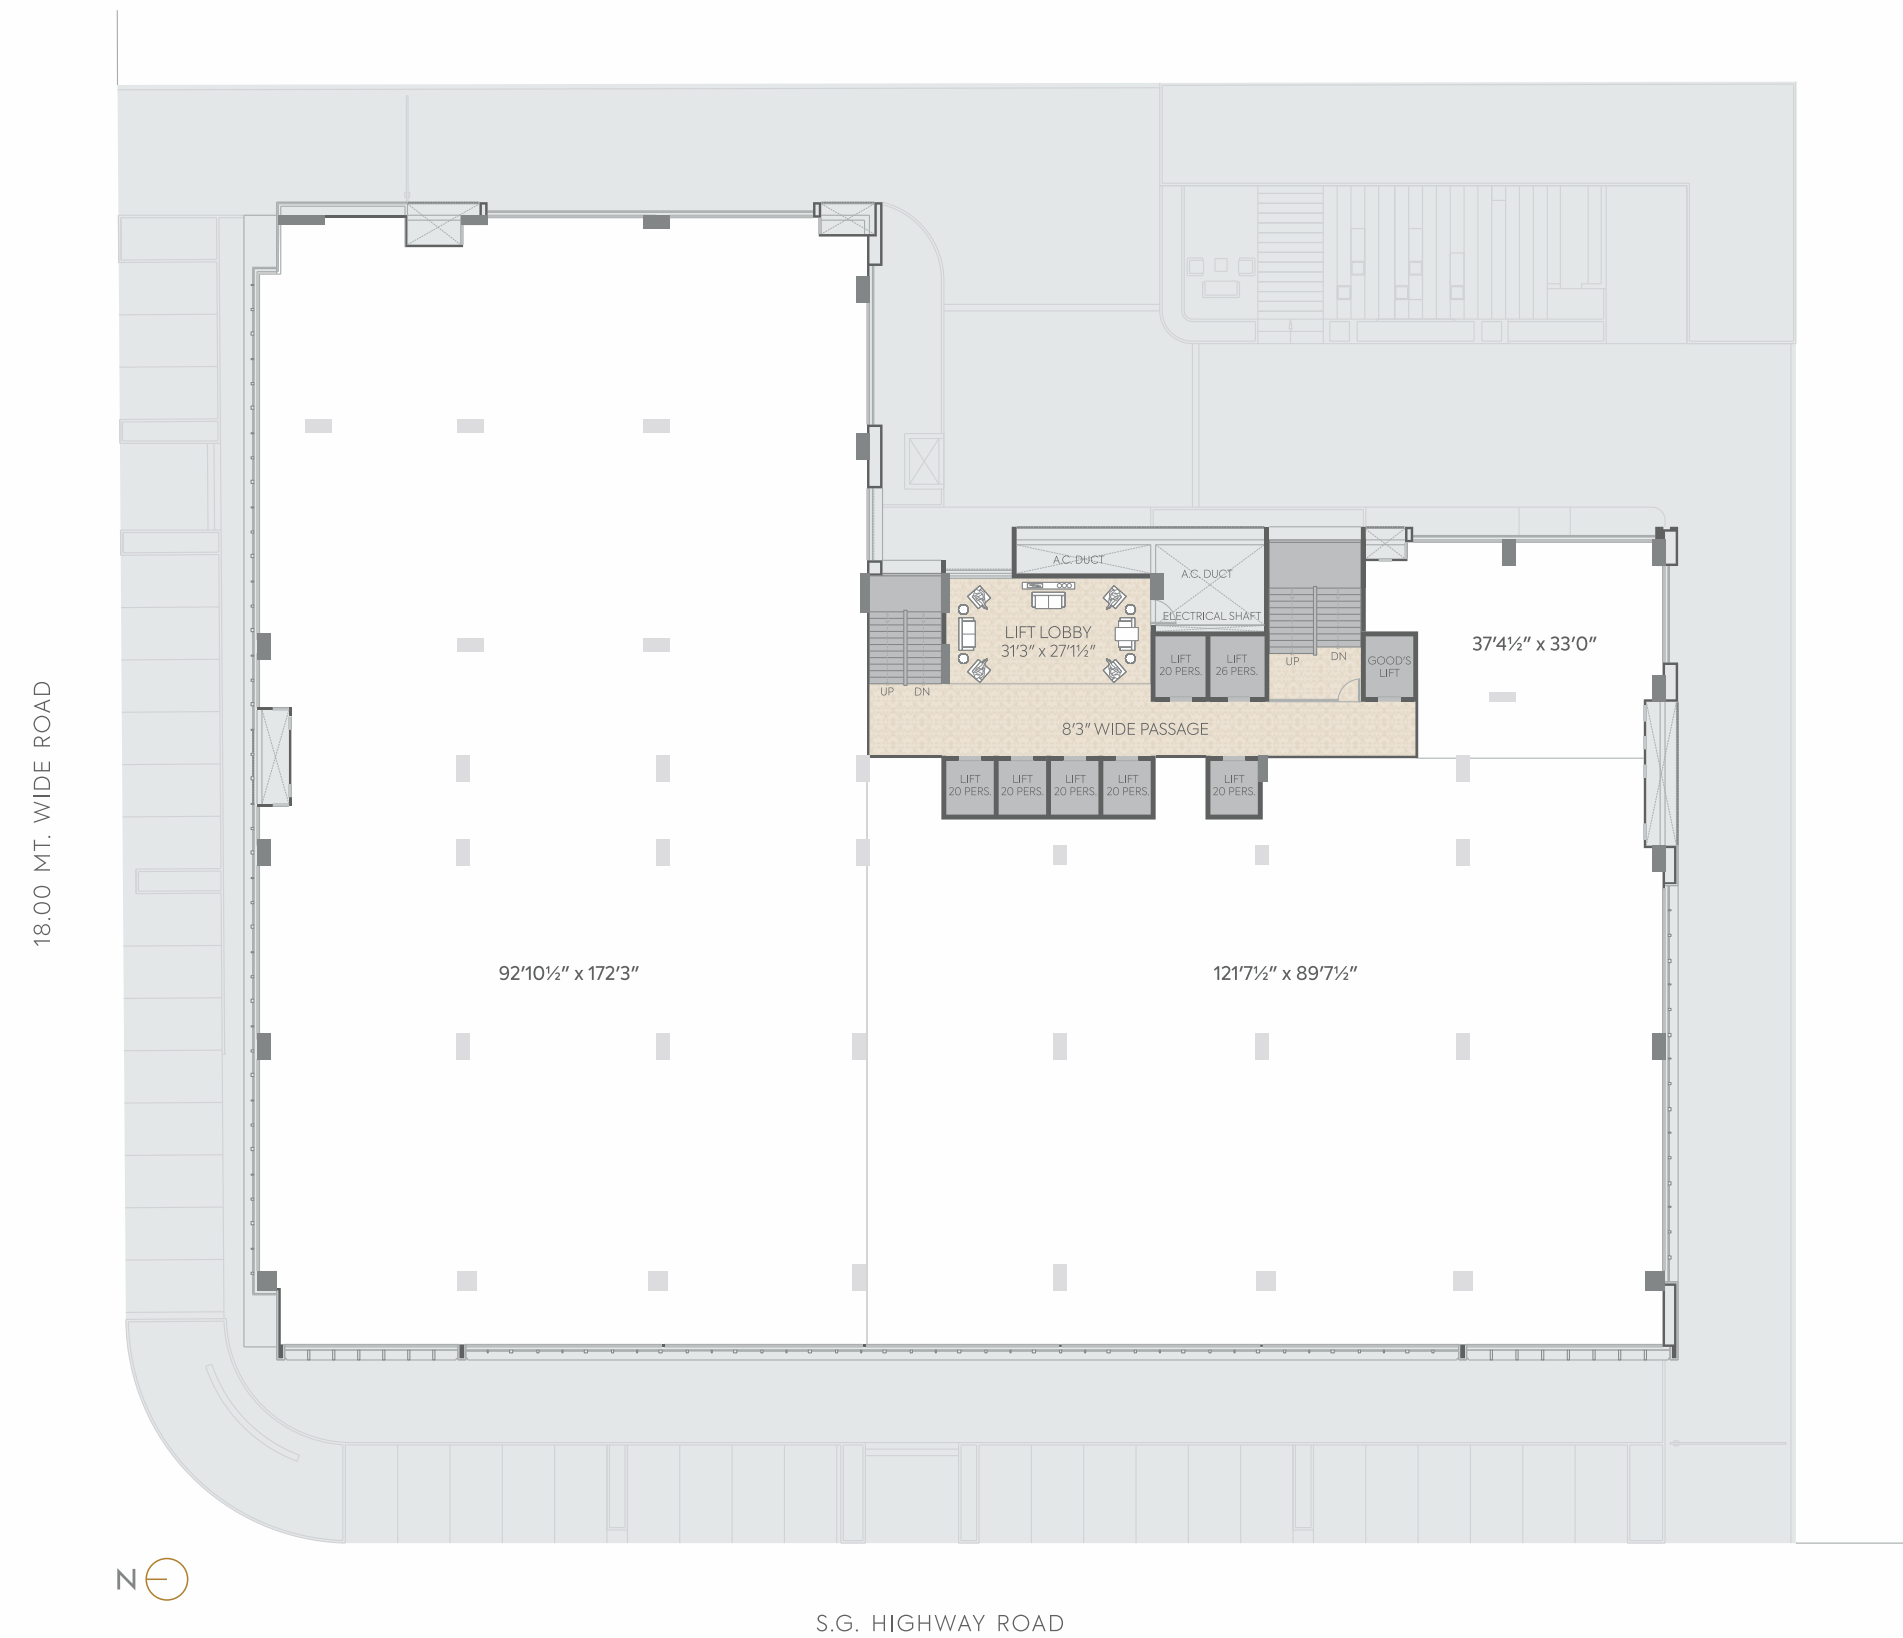 A.C. DUCT
A.C. DUCT
ELECTRICAL SHAFT
LIFT LOBBY
31'3" x 27'1½"
UP DN
LIFT
20 PERS.
LIFT
26 PERS.
UP DN
GOOD'S
LIFT
37'4½" x 33'0"
8'3" WIDE PASSAGE
LIFT
20 PERS.
LIFT
20 PERS.
LIFT
20 PERS.
LIFT
20 PERS.
LIFT
20 PERS.
18.00 MT. WIDE ROAD
92'10½" x 172'3"
121'7½" x 89'7½"
N
S.G. HIGHWAY ROAD